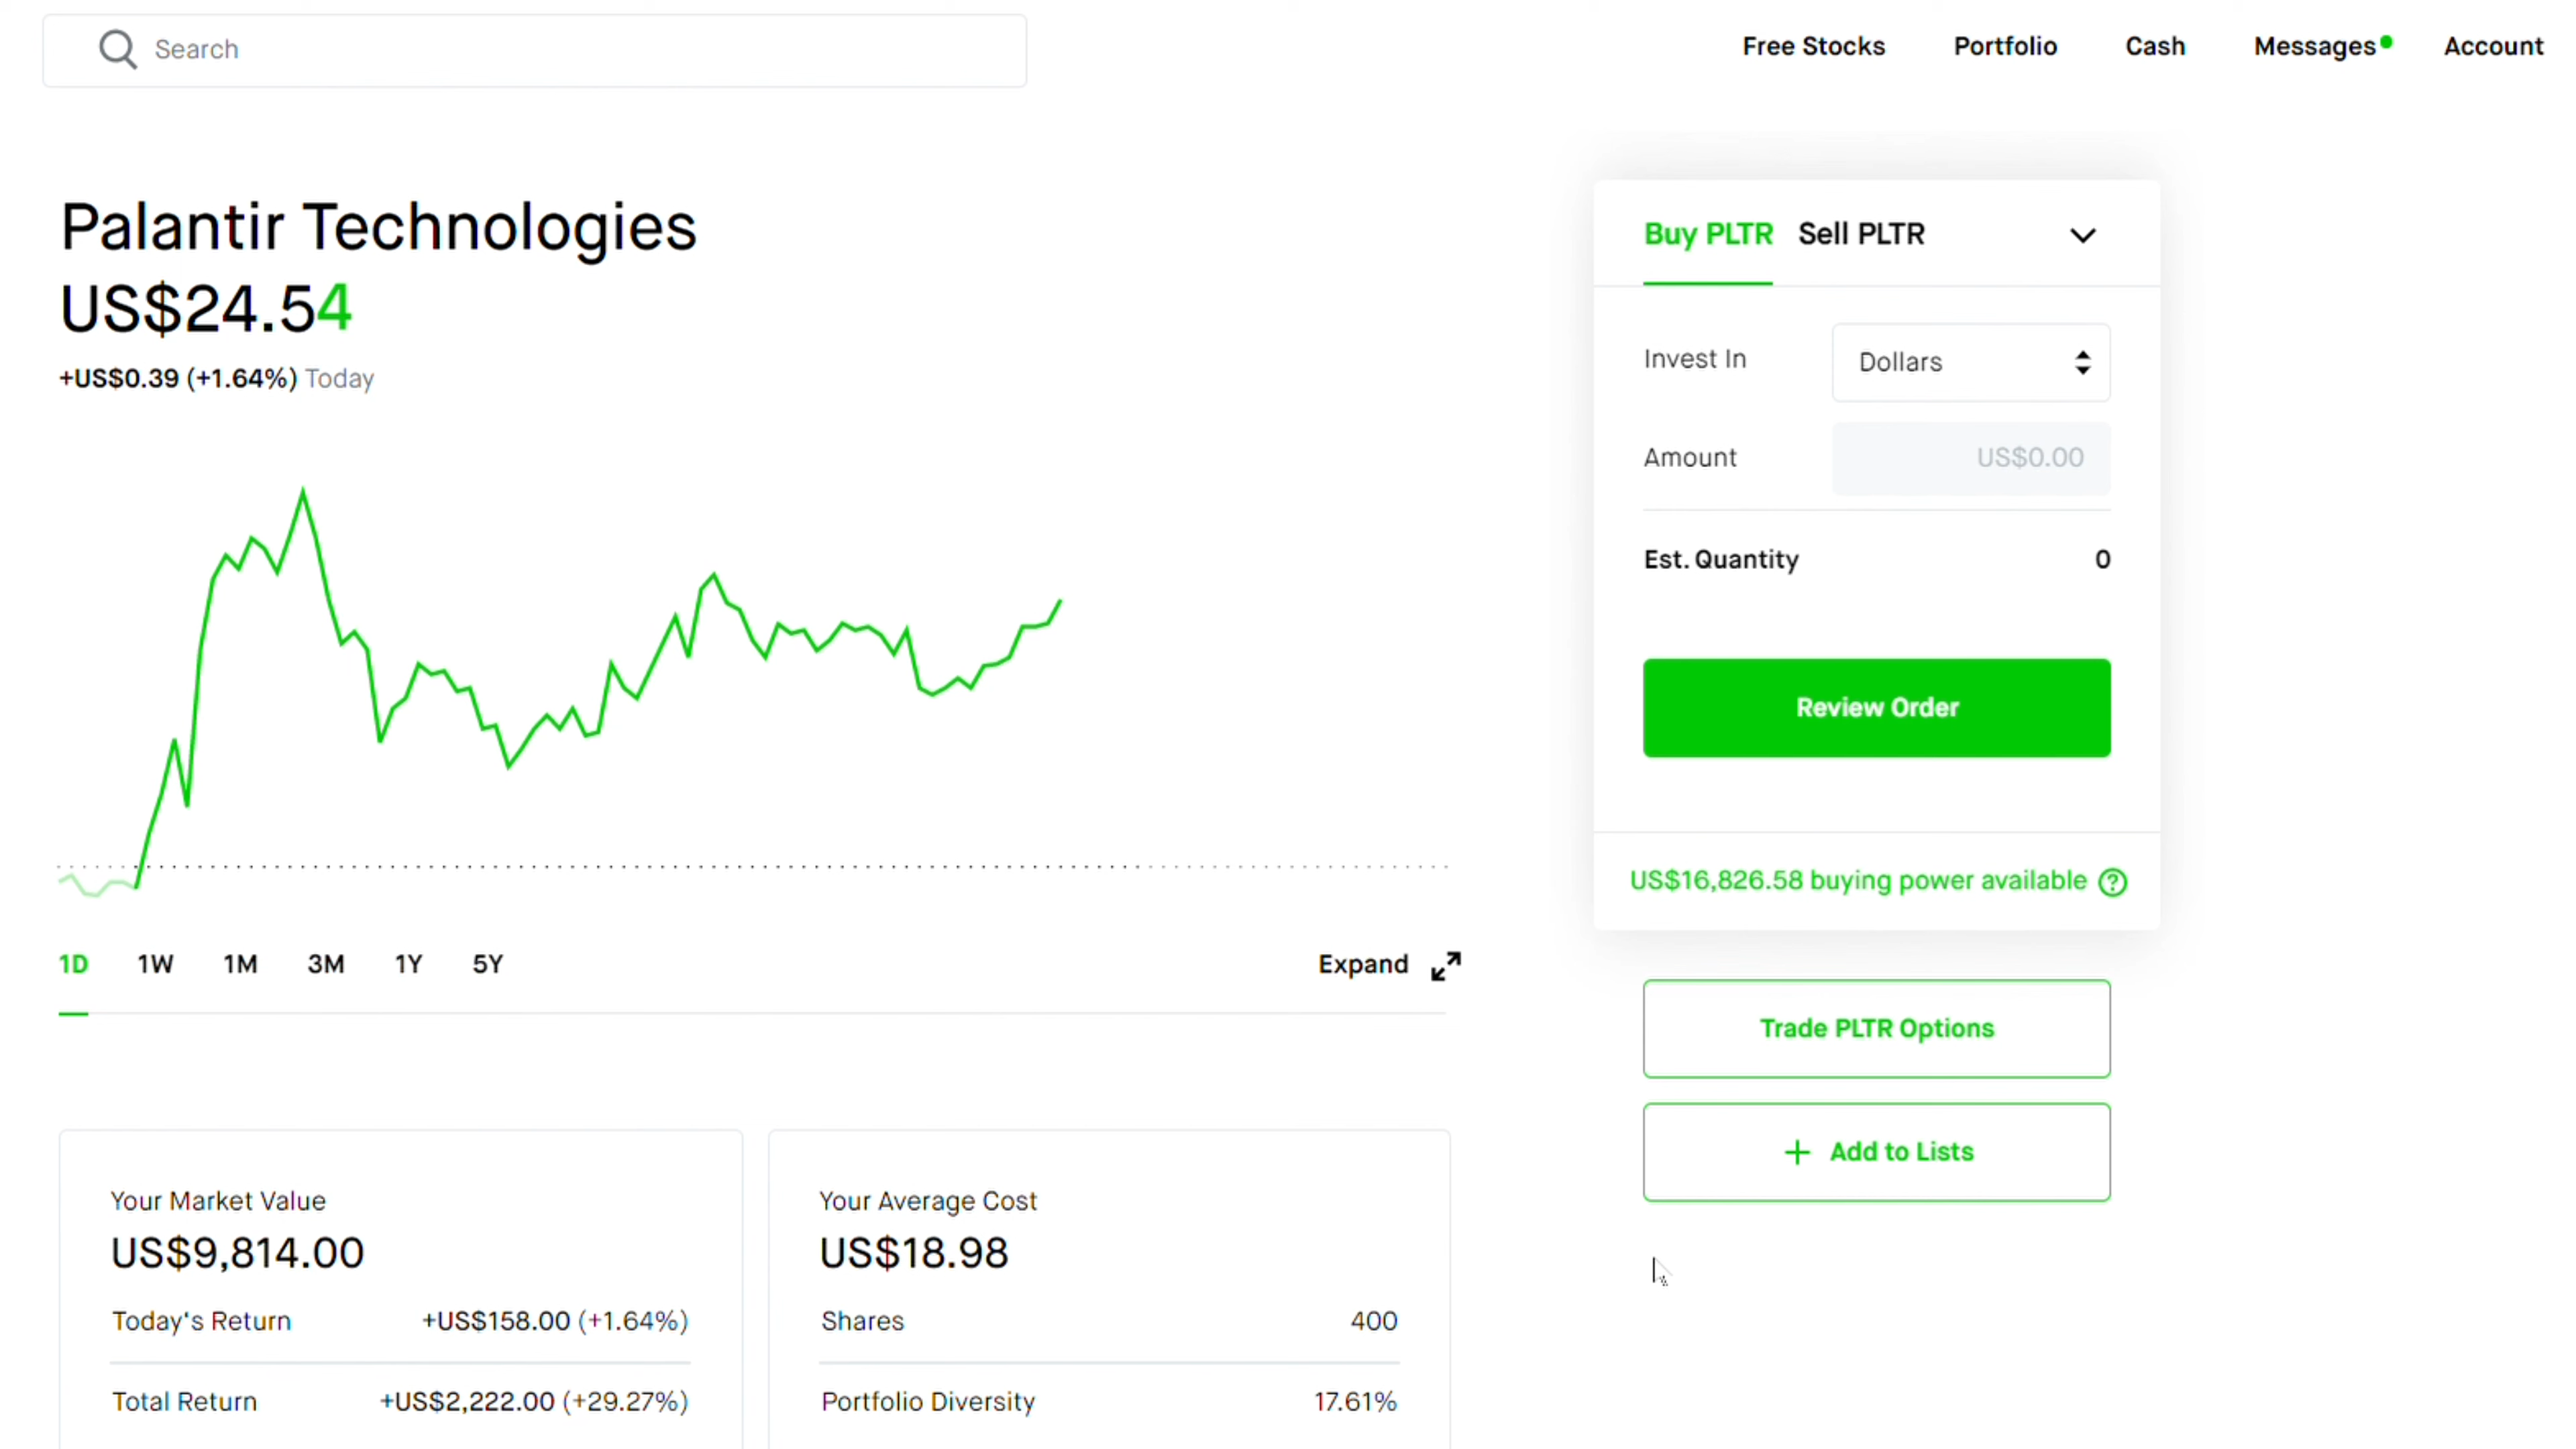 Search
Free Stocks Portfolio Cash Messages Account
Palantir Technologies
US$24.54
+US$0.39 (+1.64%) Today
Buy PLTR Sell PLTR
Invest In Dollars
Amount US$0.00
Est. Quantity 0
Review Order
US$16,826.58 buying power available ?
1D 1W 1M 3M 1Y 5Y Expand
Trade PLTR Options
+ Add to Lists
Your Market Value
US$9,814.00
Today's Return +US$158.00 (+1.64%)
Total Return +US$2,222.00 (+29.27%)
Your Average Cost
US$18.98
Shares 400
Portfolio Diversity 17.61%